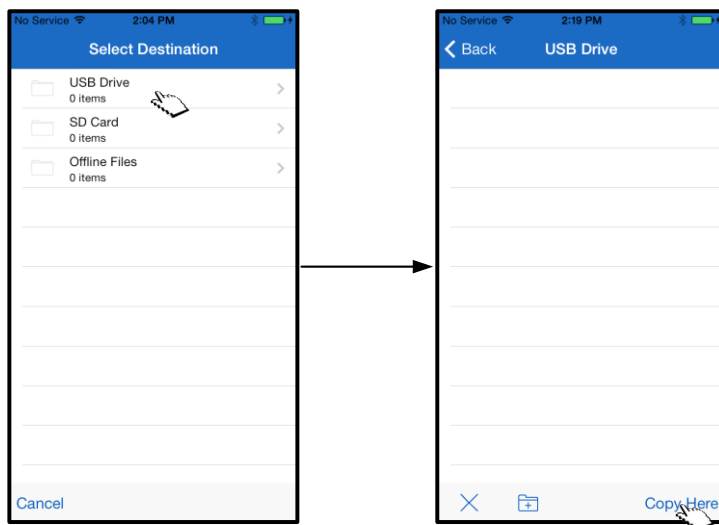 No Service 2:04 PM
Select Destination
USB Drive
0 items
SD Card
0 items
Offline Files
0 items
Cancel
No Service 2:19 PM
Back USB Drive
Copy Here